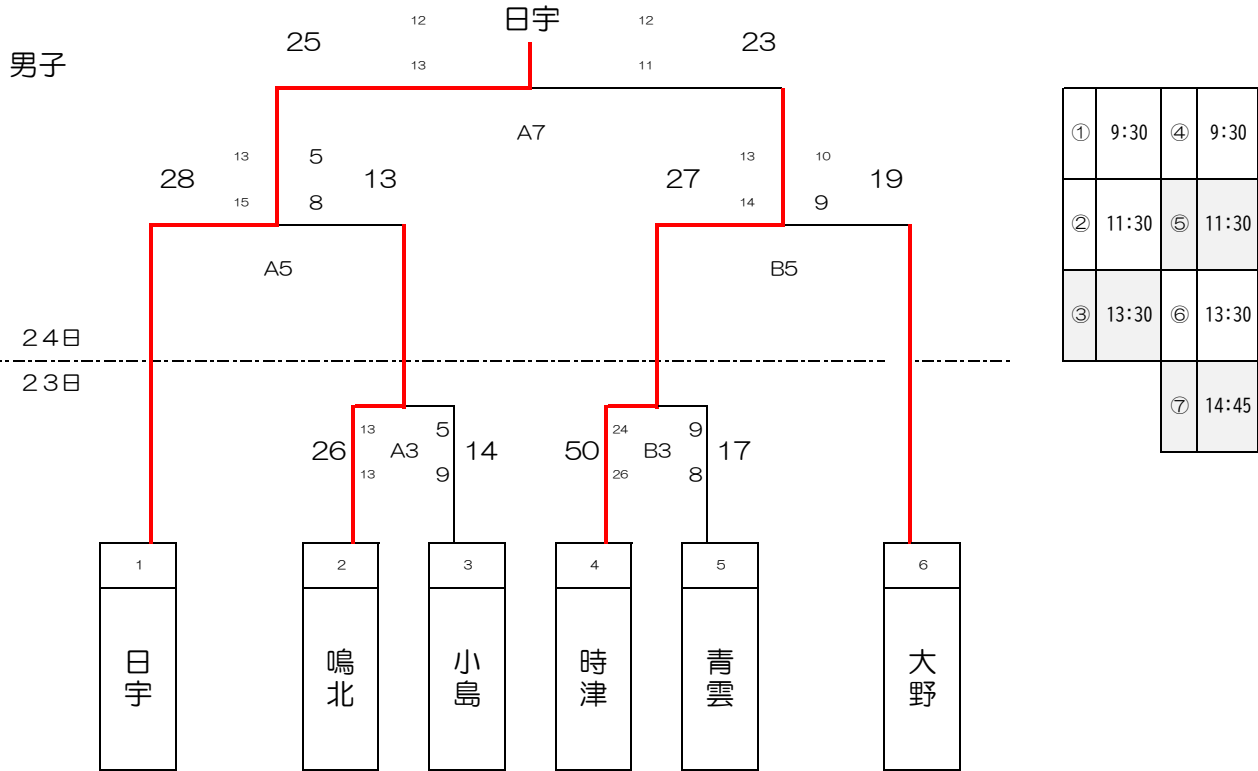 男子
日宇
25 12 12 23
13 11
A7
28 13 5 13 27 13 10 19
15 8 14 9
A5 B5
24日
23日
26 13 A3 5 14 50 24 B3 9 17
13 9 26 8
1 2 3 4 5 6
日宇
鳴北
小島
時津
青雲
大野
① 9:30 ④ 9:30
② 11:30 ⑤ 11:30
③ 13:30 ⑥ 13:30
⑦ 14:45